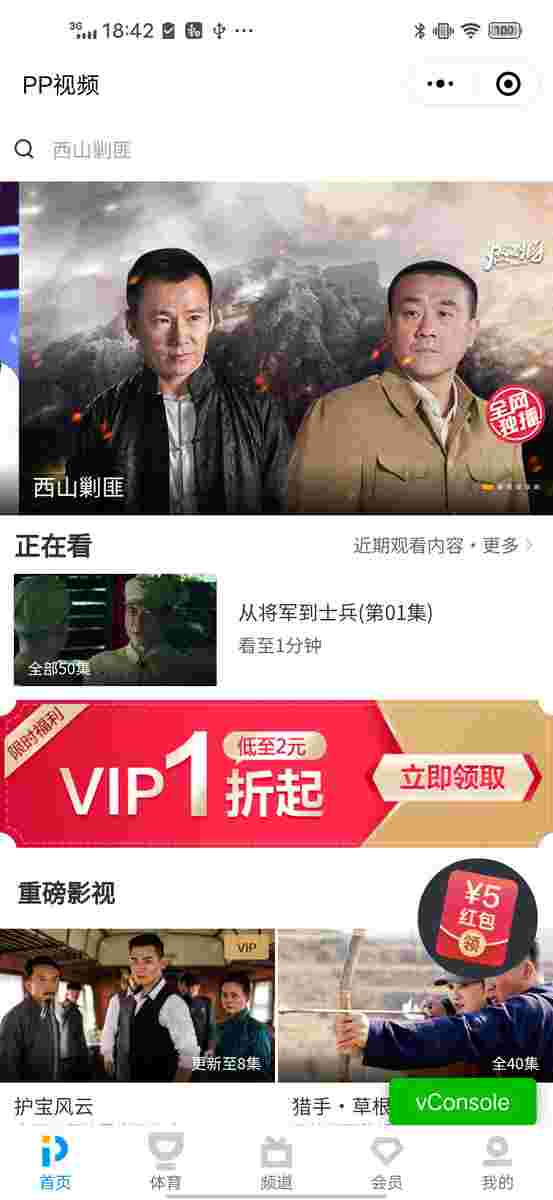 3G 18:42 100
PP视频
西山剿匪
全网
独播
西山剿匪
正在看
近期观看内容·更多
全部50集
从将军到士兵(第01集)
看至1分钟
限时福利
VIP1折起
低至2元
立即领取
重磅影视
¥5
红包
领
VIP
更新至8集
全40集
护宝风云
猎手·草根
vConsole
首页
体育
频道
会员
我的